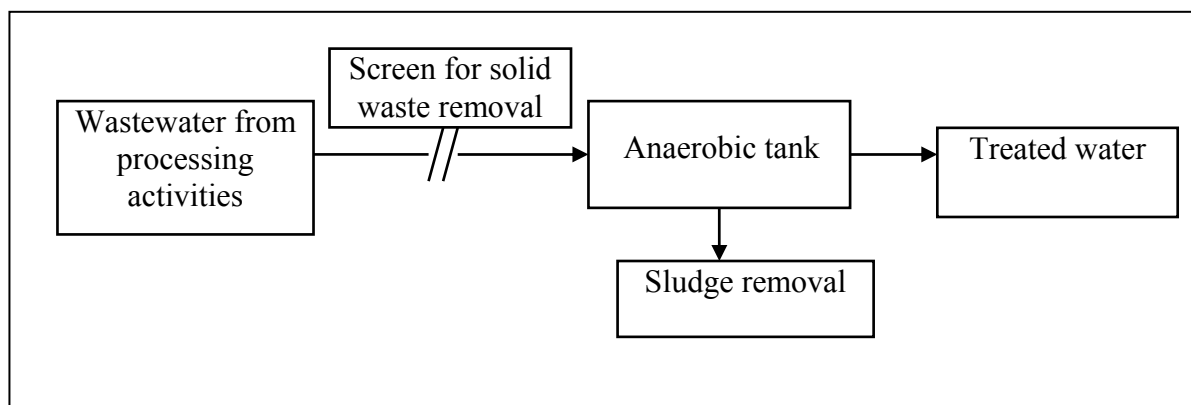 Screen for solid
waste removal
Wastewater from
processing
activities
Anaerobic tank
Treated water
Sludge removal